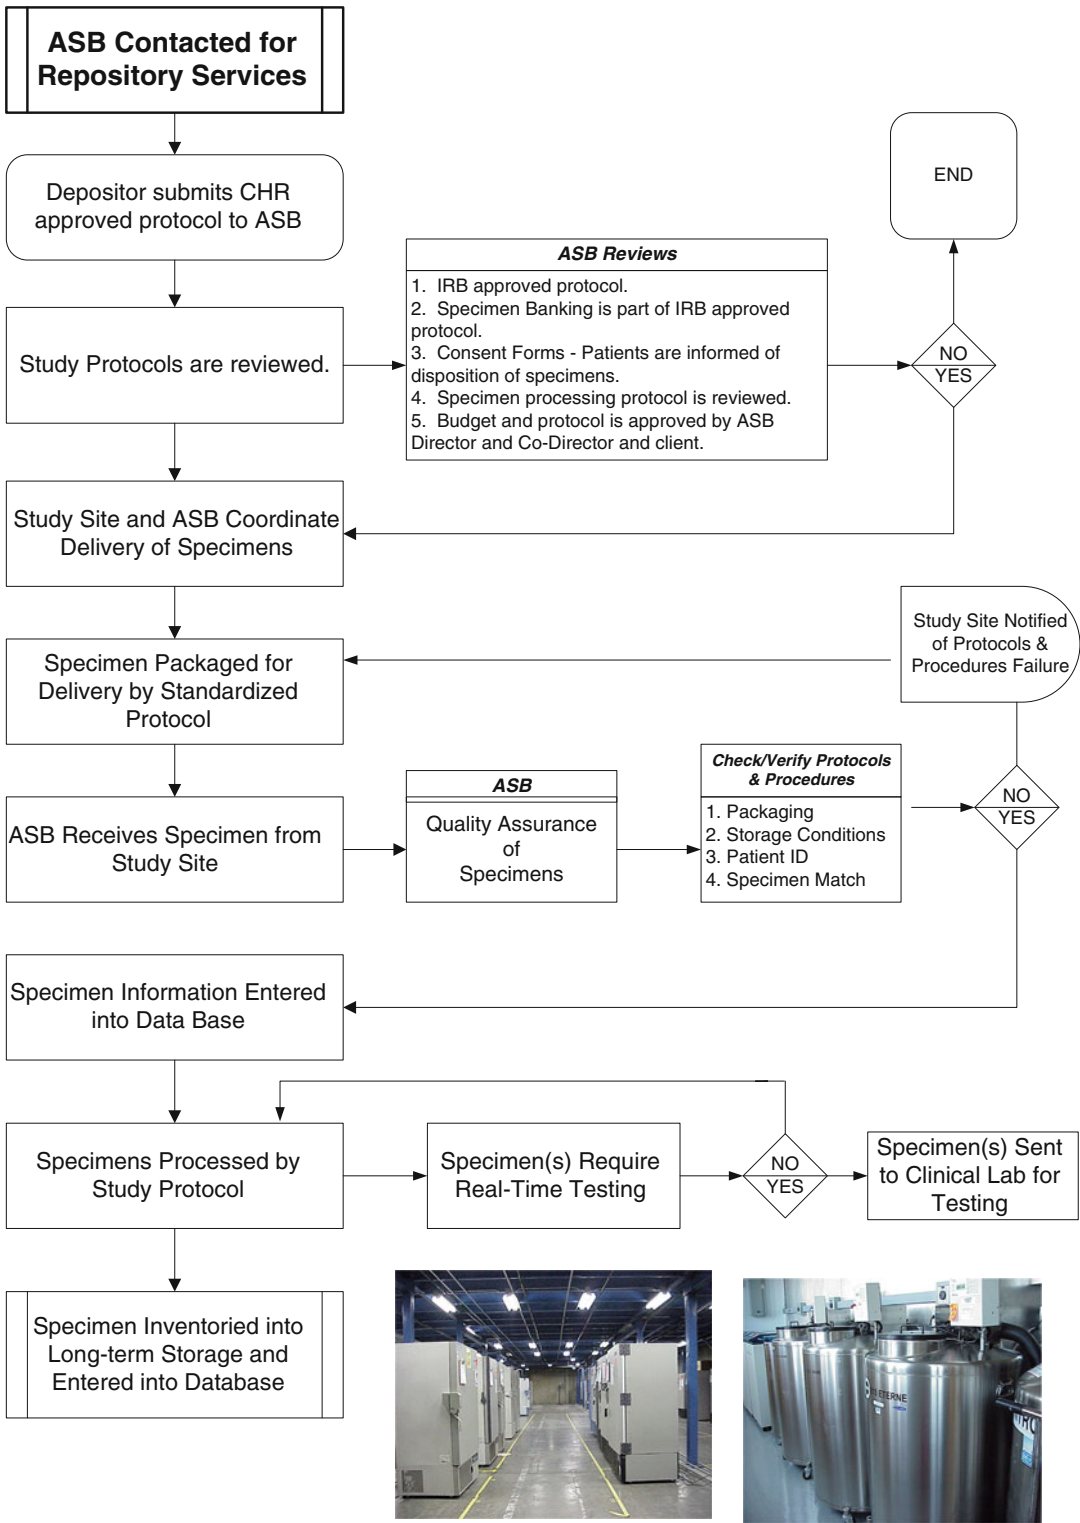 ASB Contacted for
Repository Services
Depositor submits CHR
approved protocol to ASB
END
ASB Reviews
1. IRB approved protocol.
2. Specimen Banking is part of IRB approved
protocol.
3. Consent Forms - Patients are informed of
disposition of specimens.
4. Specimen processing protocol is reviewed.
5. Budget and protocol is approved by ASB
Director and Co-Director and client.
Study Protocols are reviewed.
NO
YES
Study Site and ASB Coordinate
Delivery of Specimens
Study Site Notified
of Protocols &
Procedures Failure
Specimen Packaged for
Delivery by Standardized
Protocol
ASB Receives Specimen from
Study Site
ASB
Quality Assurance
of
Specimens
Check/Verify Protocols
& Procedures
1. Packaging
2. Storage Conditions
3. Patient ID
4. Specimen Match
NO
YES
Specimen Information Entered
into Data Base
Specimens Processed by
Study Protocol
Specimen(s) Require
Real-Time Testing
NO
YES
Specimen(s) Sent
to Clinical Lab for
Testing
Specimen Inventoried into
Long-term Storage and
Entered into Database
ETERNE